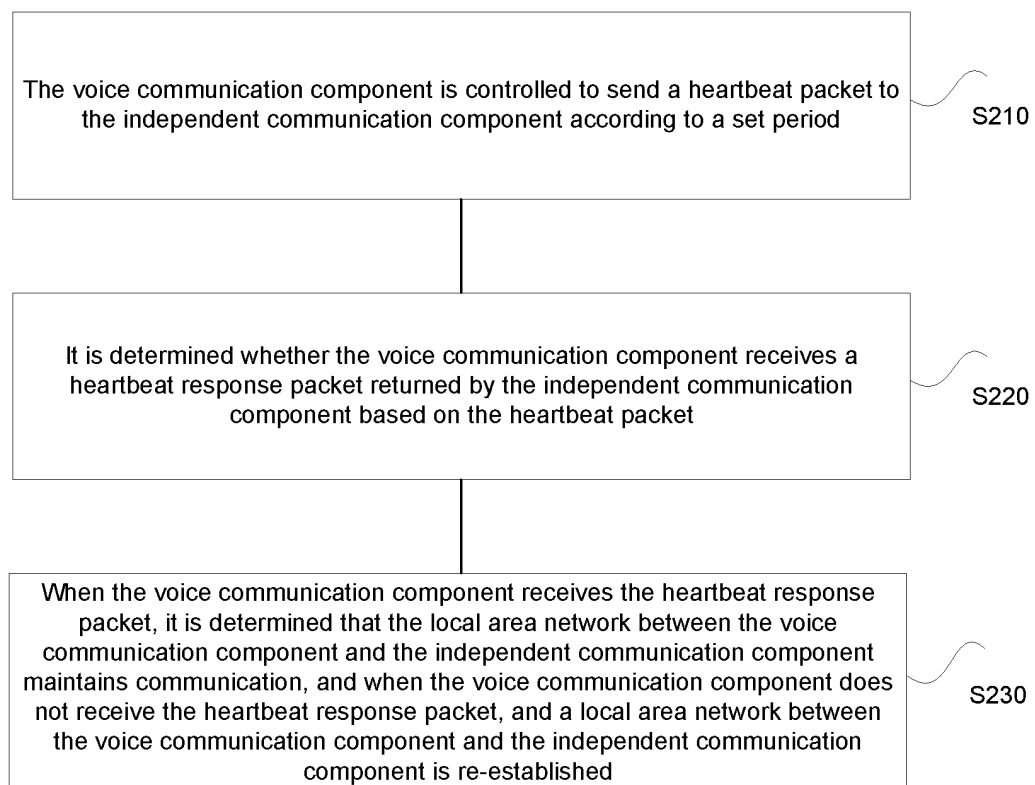 The voice communication component is controlled to send a heartbeat packet to
the independent communication component according to a set period
S210
It is determined whether the voice communication component receives a
heartbeat response packet returned by the independent communication
component based on the heartbeat packet
S220
When the voice communication component receives the heartbeat response
packet, it is determined that the local area network between the voice
communication component and the independent communication component
maintains communication, and when the voice communication component does
not receive the heartbeat response packet, and a local area network between
the voice communication component and the independent communication
component is re-established
S230